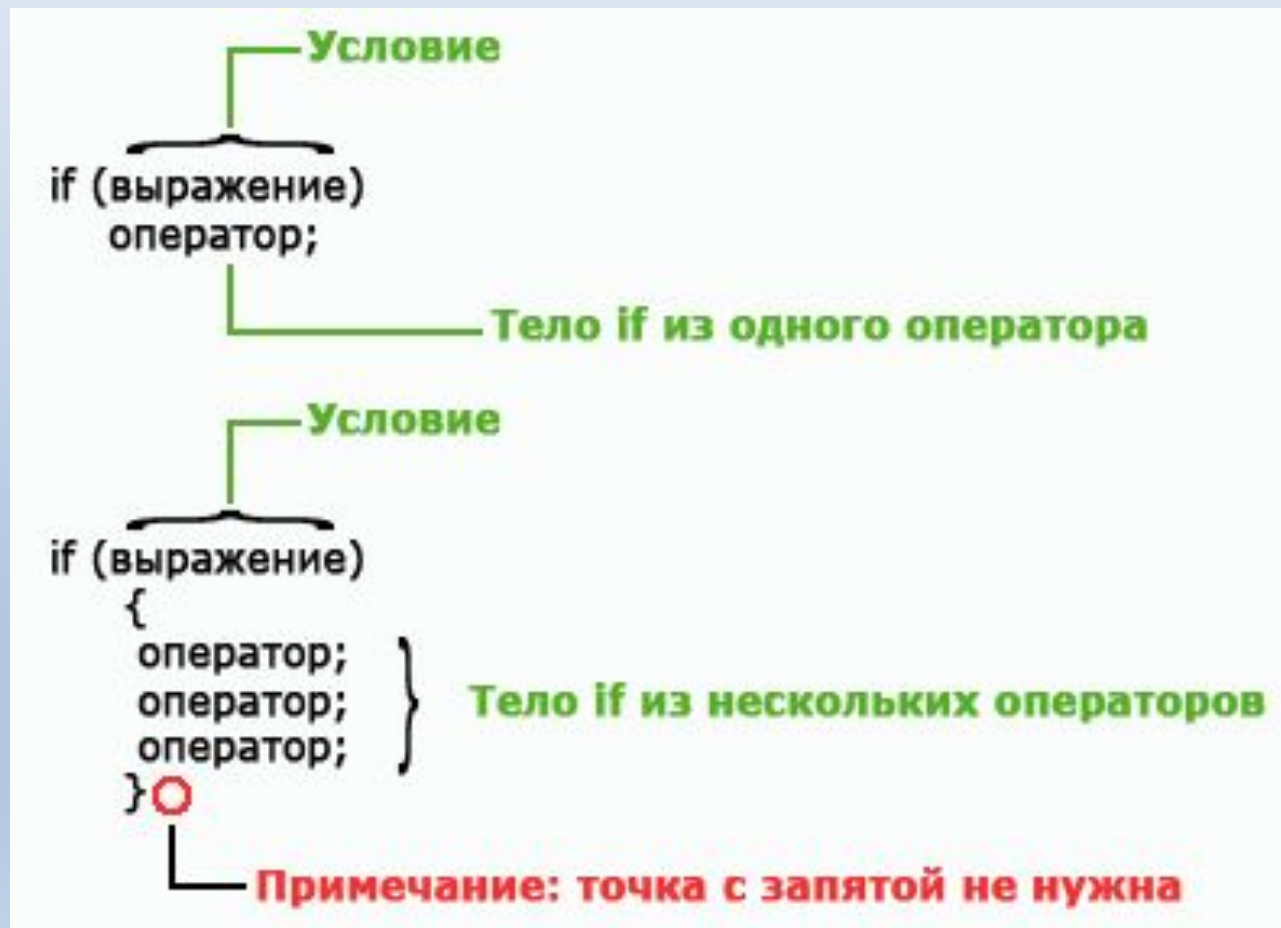 Условие
if (выражение)
оператор;
Тело if из одного оператора
Условие
if (выражение)
{
оператор;
оператор;
оператор;
Тело if из нескольких операторов
}
Примечание: точка с запятой не нужна